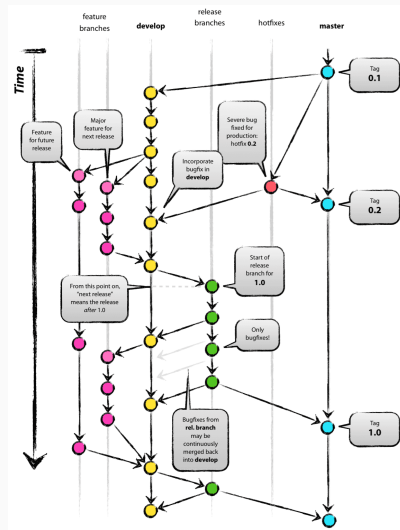 feature
branches
develop
release
branches
hotfixes
master
Time
Tag
0.1
Major
feature for
next release
Feature
for future
release
Severe bug
fixed for
production:
hotfix 0.2
Incorporate
bugfix in
develop
Tag
0.2
Start of
release
branch for
1.0
From this point on,
"next release"
means the release
after 1.0
Only
bugfixes!
Bugfixes from
rel. branch
may be
continuously
merged back
into develop
Tag
1.0